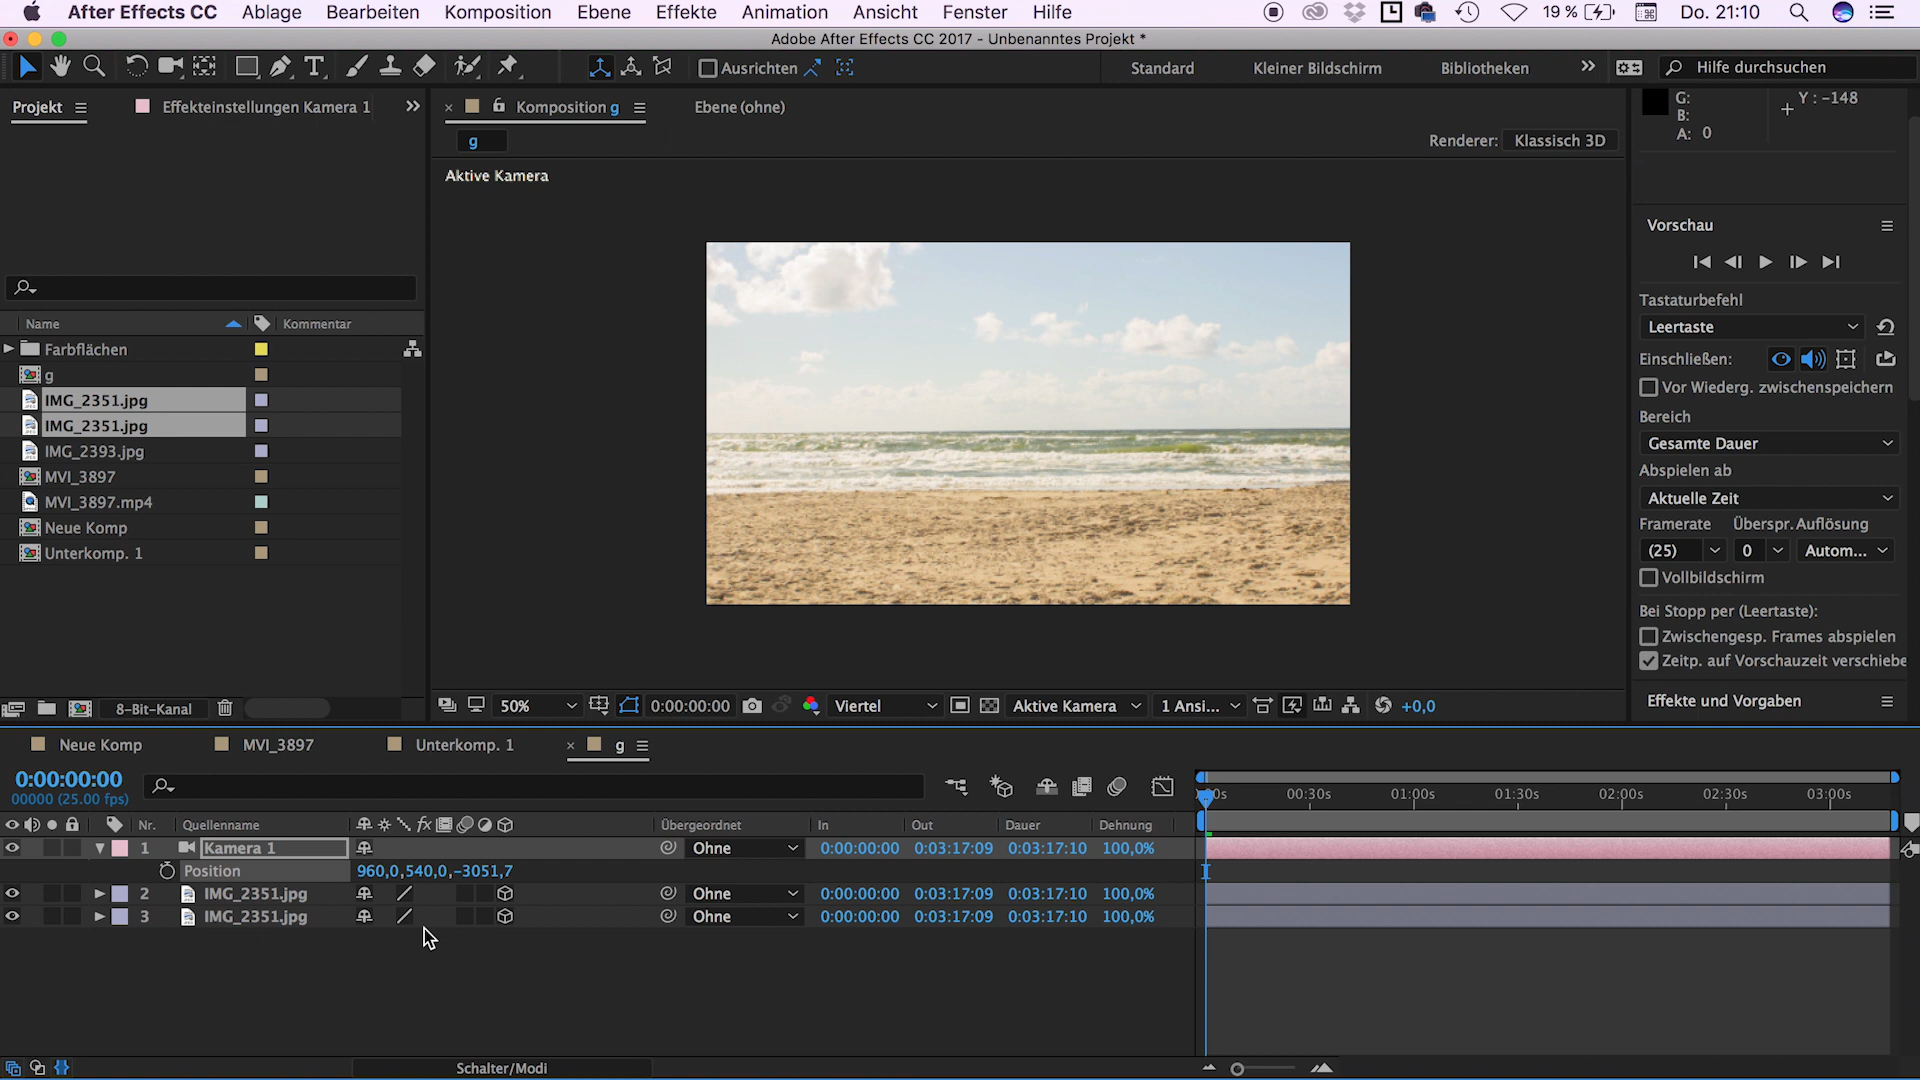 After Effects CC Ablage Bearbeiten Komposition Ebene Effekte Animation Ansicht Fenster Hilfe 19 % Do. 21:10
Adobe After Effects CC 2017 - Unbenanntes Projekt *
Ausrichten Standard Kleiner Bildschirm Bibliotheken Hilfe durchsuchen
Projekt Effekteinstellungen Kamera 1 Komposition g Ebene (ohne)
G: Y : -148
B:
A: 0
g Renderer: Klassisch 3D
Aktive Kamera
Vorschau
Tastaturbefehl
Leertaste
Einschließen:
Vor Wiederg. zwischenspeichern
Bereich
Gesamte Dauer
Abspielen ab
Aktuelle Zeit
Framerate Überspr. Auflösung
(25) 0 Autom...
Vollbildschirm
Bei Stopp per (Leertaste):
Zwischengesp. Frames abspielen
Zeitp. auf Vorschauzeit verschiebe
Effekte und Vorgaben
Name Kommentar
Farbflächen
g
IMG_2351.jpg
IMG_2351.jpg
IMG_2393.jpg
MVI_3897
MVI_3897.mp4
Neue Komp
Unterkomp. 1
8-Bit-Kanal
50% 0:00:00:00 Viertel Aktive Kamera 1 Ansi... +0,0
Neue Komp MVI_3897 Unterkomp. 1 g
0:00:00:00
00000 (25.00 fps)
00s 00:30s 01:00s 01:30s 02:00s 02:30s 03:00s
Nr. Quellenname fx Übergeordnet In Out Dauer Dehnung
1 Kamera 1 Ohne 0:00:00:00 0:03:17:09 0:03:17:10 100,0%
Position 960,0,540,0,-3051,7
2 IMG_2351.jpg Ohne 0:00:00:00 0:03:17:09 0:03:17:10 100,0%
3 IMG_2351.jpg Ohne 0:00:00:00 0:03:17:09 0:03:17:10 100,0%
Schalter/Modi